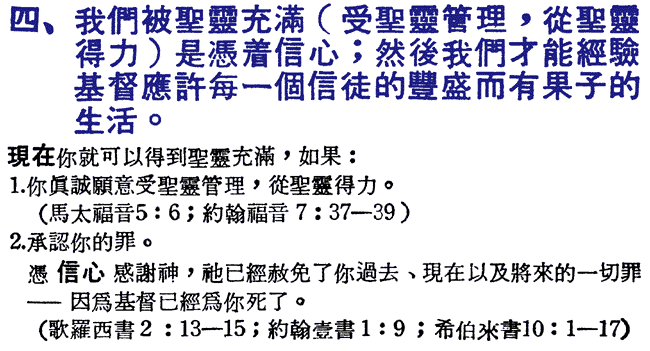 四、我們被聖靈充滿（受聖靈管理，從聖靈
得力）是憑着信心；然後我們才能經驗
基督應許每一個信徒的豐盛而有果子的
生活。
現在你就可以得到聖靈充滿，如果：
1.你眞誠願意受聖靈管理，從聖靈得力。
（馬太福音5：6；約翰福音 7：37—39）
2.承認你的罪。
憑 信心 感謝神，祂已經赦免了你過去、現在以及將來的一切罪
—— 因爲基督已經爲你死了。
（歌羅西書 2：13—15；約翰壹書 1：9；希伯來書10：1—17）